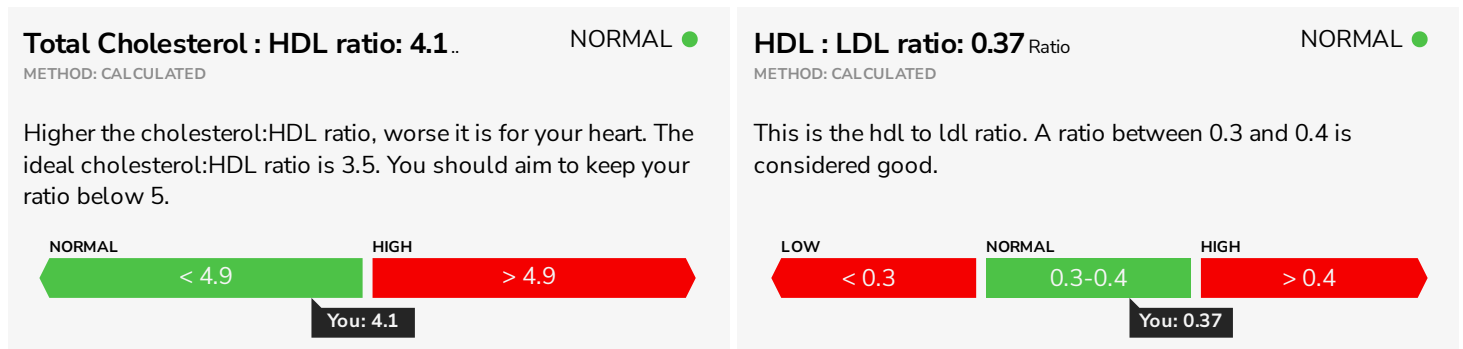 Total Cholesterol : HDL ratio: 4.1 ..
NORMAL
METHOD: CALCULATED
Higher the cholesterol:HDL ratio, worse it is for your heart. The
ideal cholesterol:HDL ratio is 3.5. You should aim to keep your
ratio below 5.
NORMAL
HIGH
< 4.9
> 4.9
You: 4.1
HDL : LDL ratio: 0.37 Ratio
NORMAL
METHOD: CALCULATED
This is the hdl to ldl ratio. A ratio between 0.3 and 0.4 is
considered good.
LOW
NORMAL
HIGH
< 0.3
0.3-0.4
> 0.4
You: 0.37